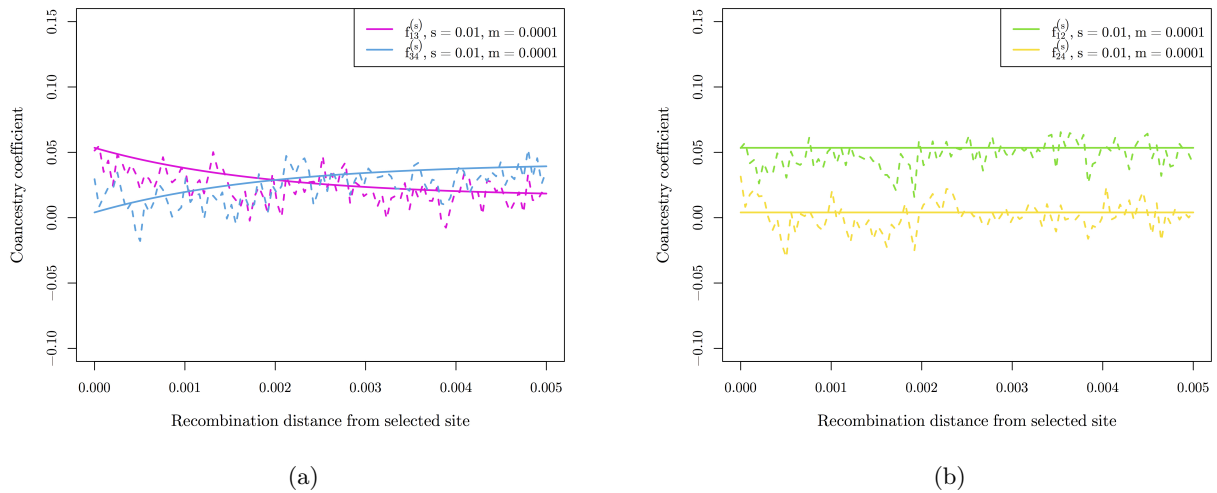 f₁₃⁽ˢ⁾, s = 0.01, m = 0.0001
f₃₄⁽ˢ⁾, s = 0.01, m = 0.0001
Coancestry coefficient
0.15
0.10
0.05
0.00
−0.05
−0.10
0.000 0.001 0.002 0.003 0.004 0.005
Recombination distance from selected site
(a)
f₁₂⁽ˢ⁾, s = 0.01, m = 0.0001
f₂₄⁽ˢ⁾, s = 0.01, m = 0.0001
Coancestry coefficient
0.15
0.10
0.05
0.00
−0.05
−0.10
0.000 0.001 0.002 0.003 0.004 0.005
Recombination distance from selected site
(b)